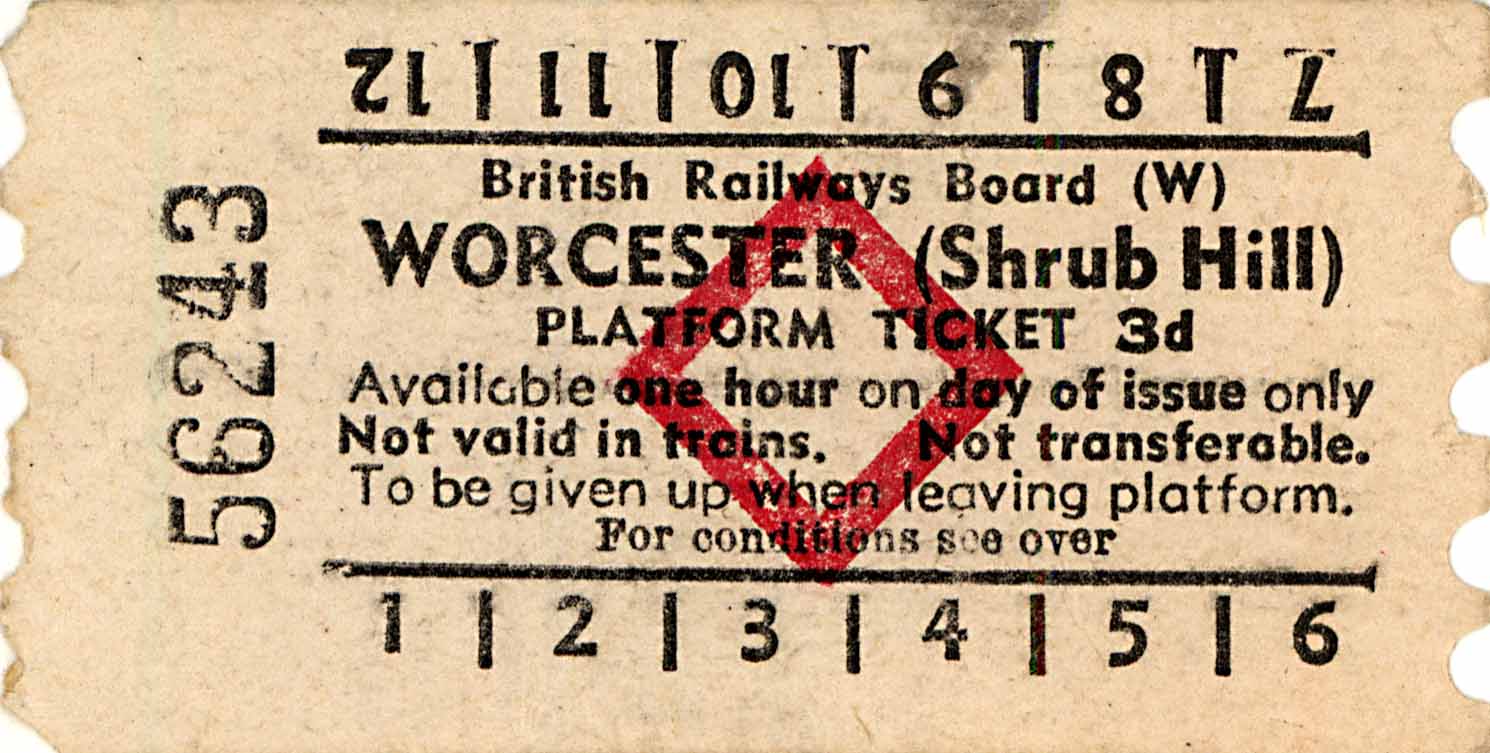 12 | 11 | 10 | 9 | 8 | 7
British Railways Board (W)
WORCESTER (Shrub Hill)
PLATFORM TICKET 3d
Available one hour on day of issue only
Not valid in trains. Not transferable.
To be given up when leaving platform.
For conditions see over
1 | 2 | 3 | 4 | 5 | 6
56243